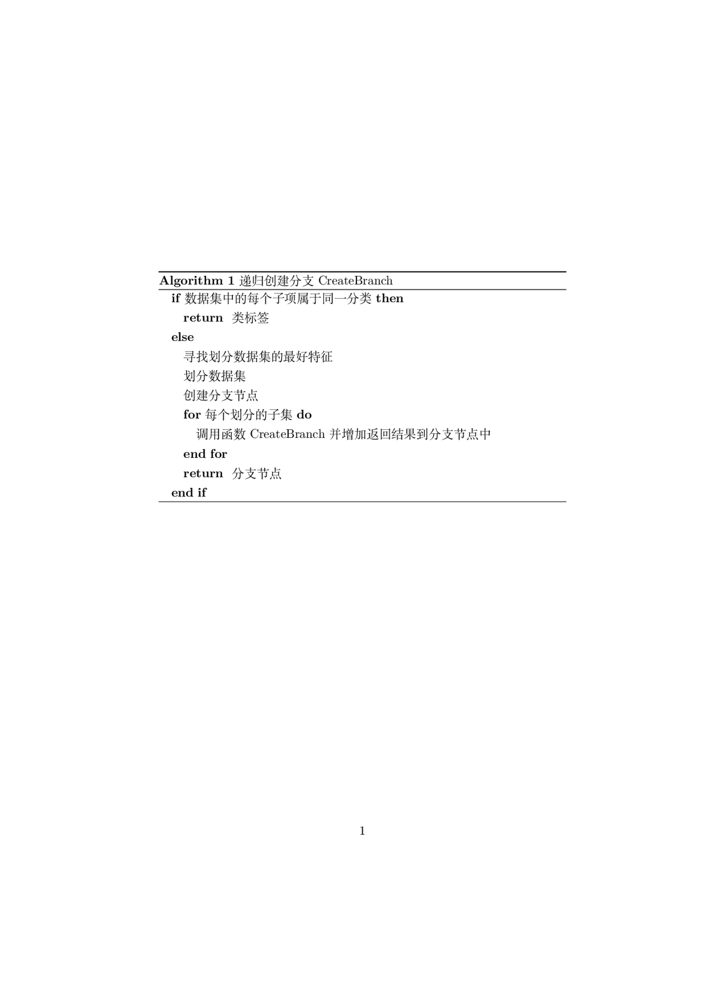 Algorithm 1 递归创建分支 CreateBranch
if 数据集中的每个子项属于同一分类 then
return 类标签
else
寻找划分数据集的最好特征
划分数据集
创建分支节点
for 每个划分的子集 do
调用函数 CreateBranch 并增加返回结果到分支节点中
end for
return 分支节点
end if
1